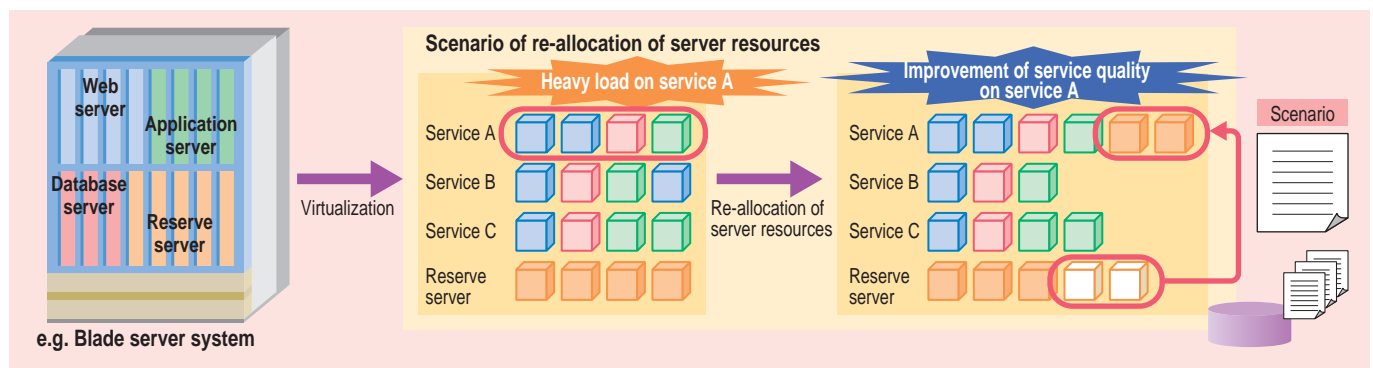 Web
server
Application
server
Database
server
Reserve
server
e.g. Blade server system
Virtualization
Scenario of re-allocation of server resources
Heavy load on service A
Service A
Service B
Service C
Reserve
server
Re-allocation of
server resources
Improvement of service quality
on service A
Service A
Service B
Service C
Reserve
server
Scenario